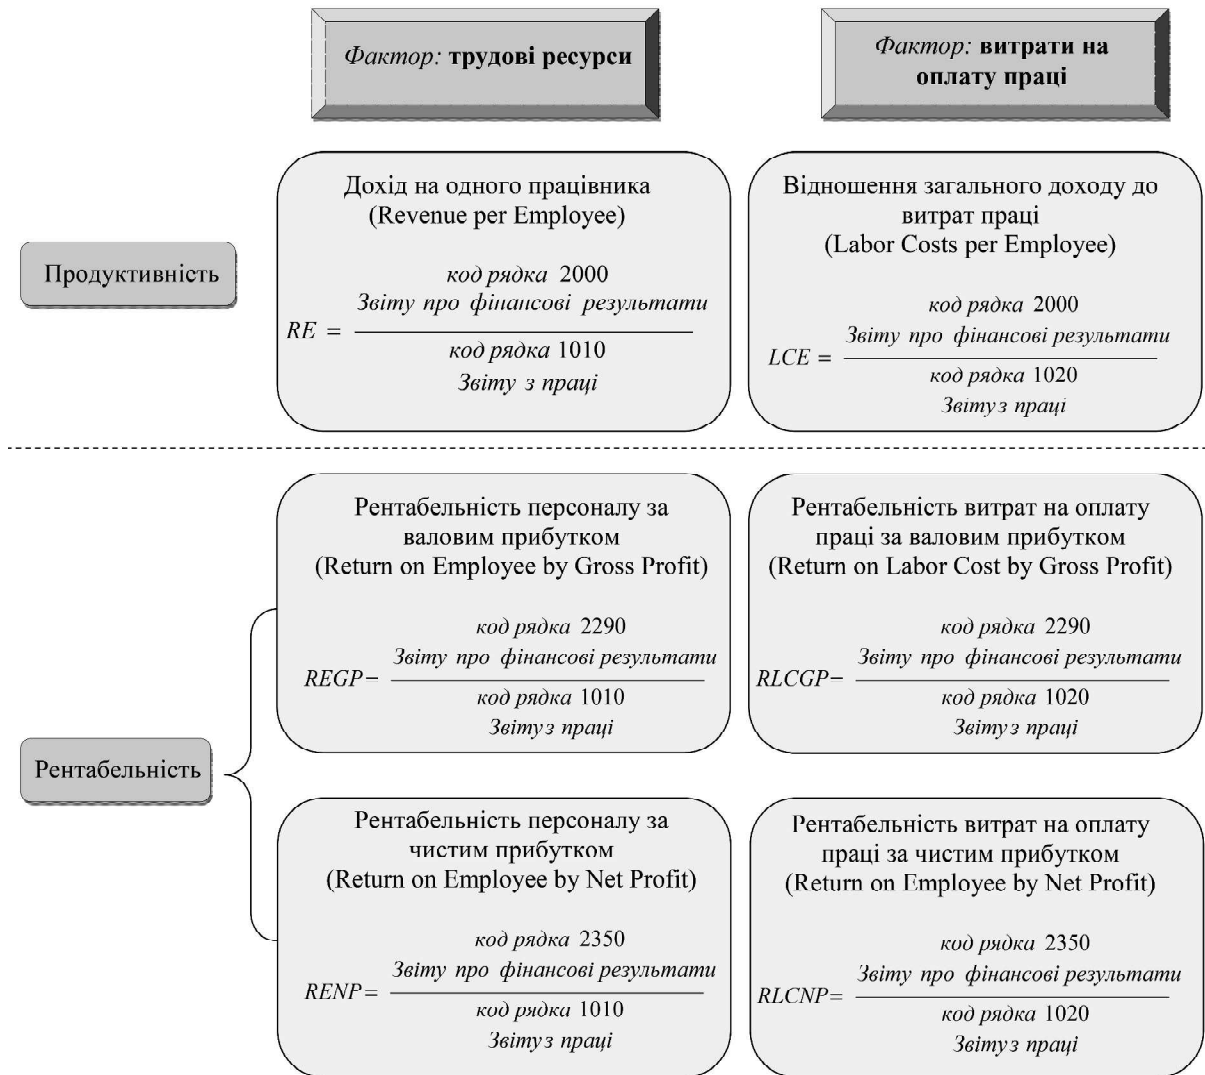 Фактор: трудові ресурси
Фактор: витрати на
оплату праці
Продуктивність
Дохід на одного працівника
(Revenue per Employee)
код рядка 2000
Звіту про фінансові результати
RE =
код рядка 1010
Звіту з праці
Відношення загального доходу до
витрат праці
(Labor Costs per Employee)
код рядка 2000
Звіту про фінансові результати
LCE =
код рядка 1020
Звіту з праці
Рентабельність
Рентабельність персоналу за
валовим прибутком
(Return on Employee by Gross Profit)
код рядка 2290
Звіту про фінансові результати
REGP=
код рядка 1010
Звіту з праці
Рентабельність витрат на оплату
праці за валовим прибутком
(Return on Labor Cost by Gross Profit)
код рядка 2290
Звіту про фінансові результати
RLCGP=
код рядка 1020
Звіту з праці
Рентабельність персоналу за
чистим прибутком
(Return on Employee by Net Profit)
код рядка 2350
Звіту про фінансові результати
RENP=
код рядка 1010
Звіту з праці
Рентабельність витрат на оплату
праці за чистим прибутком
(Return on Employee by Net Profit)
код рядка 2350
Звіту про фінансові результати
RLCNP=
код рядка 1020
Звіту з праці